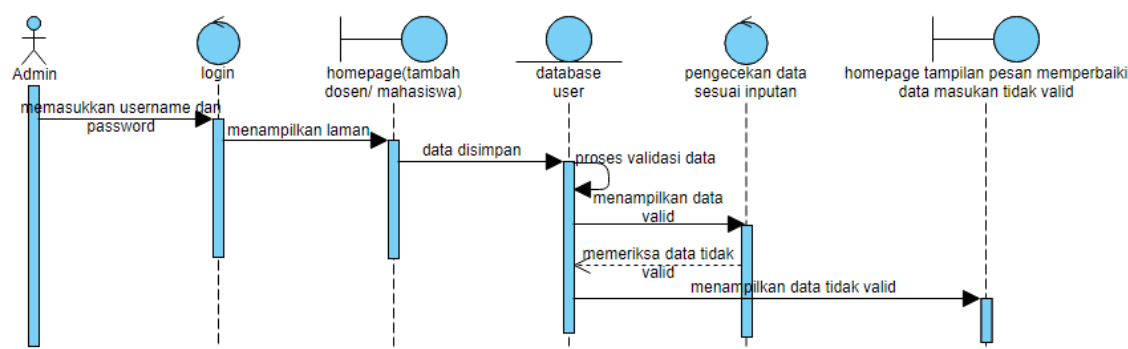 Admin
login
homepage(tambah
dosen/ mahasiswa)
database
user
pengecekan data
sesuai inputan
homepage tampilan pesan memperbaiki
data masukan tidak valid
memasukkan username dan
password
menampilkan laman
data disimpan
proses validasi data
menampilkan data
valid
memeriksa data tidak
valid
menampilkan data tidak valid